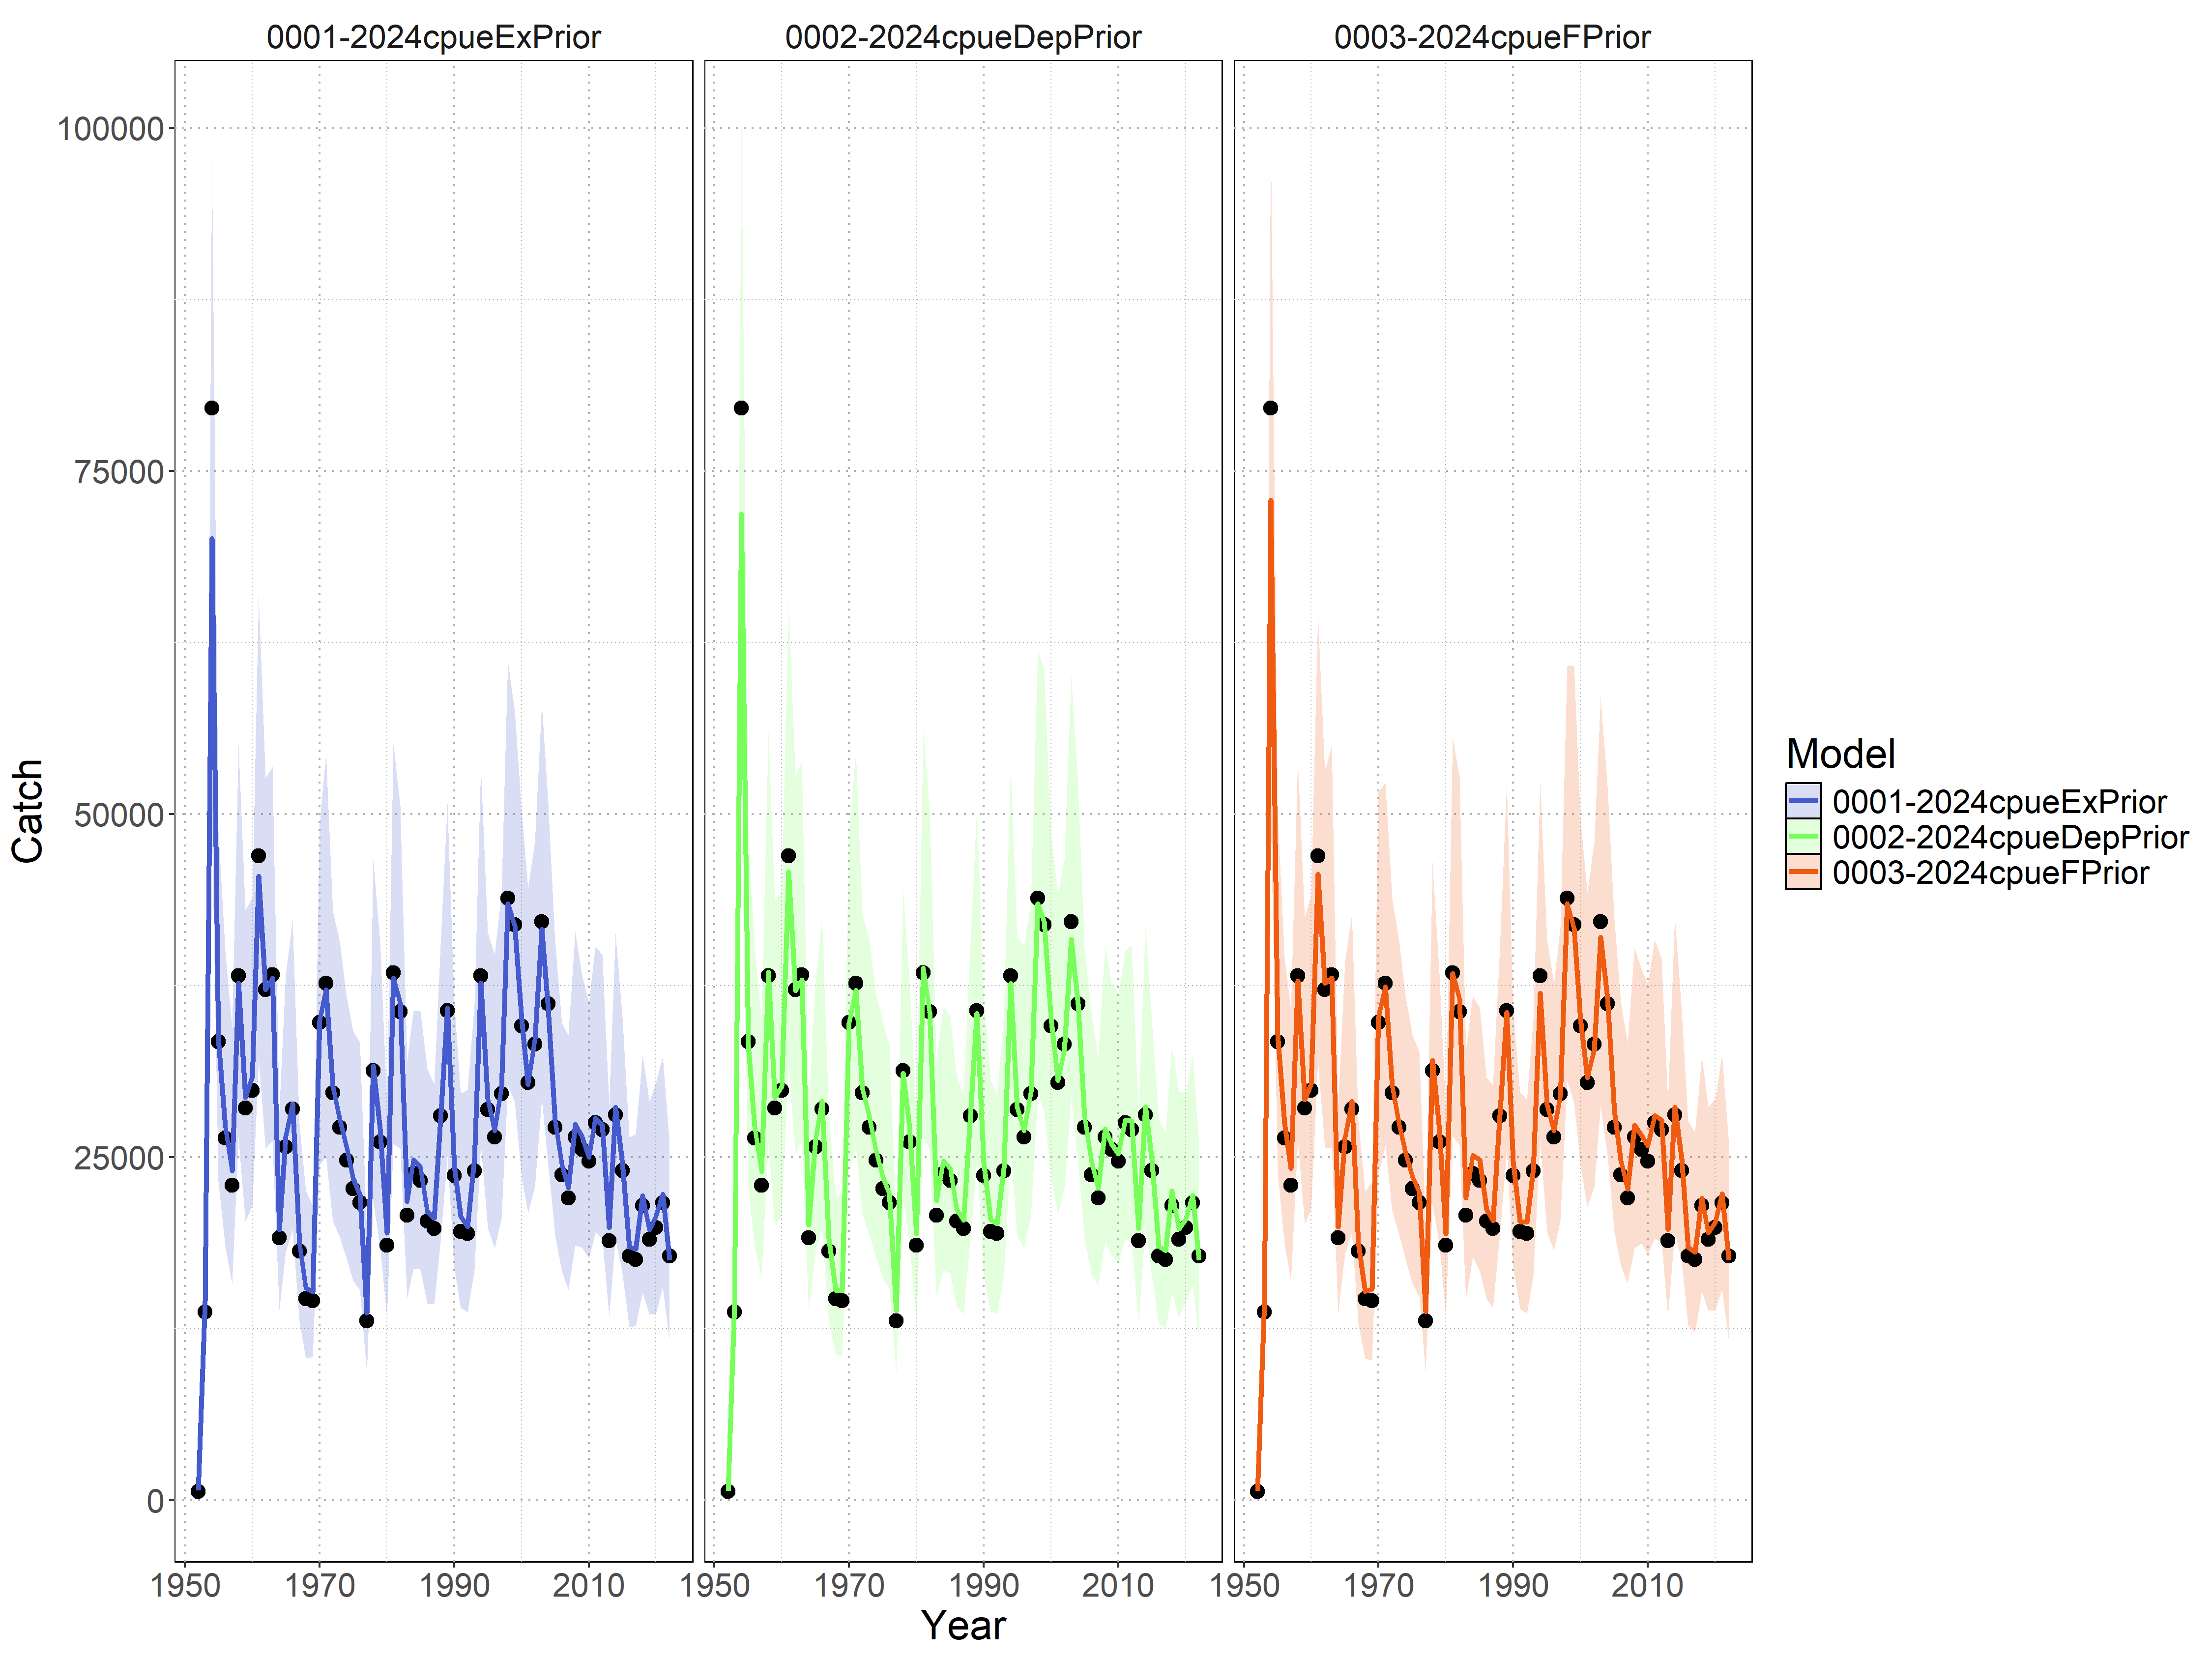 0001-2024cpueExPrior 0002-2024cpueDepPrior 0003-2024cpueFPrior
100000
75000
50000
25000
0
Catch
1950 1970 1990 2010 1950 1970 1990 2010 1950 1970 1990 2010
Year
Model
0001-2024cpueExPrior
0002-2024cpueDepPrior
0003-2024cpueFPrior